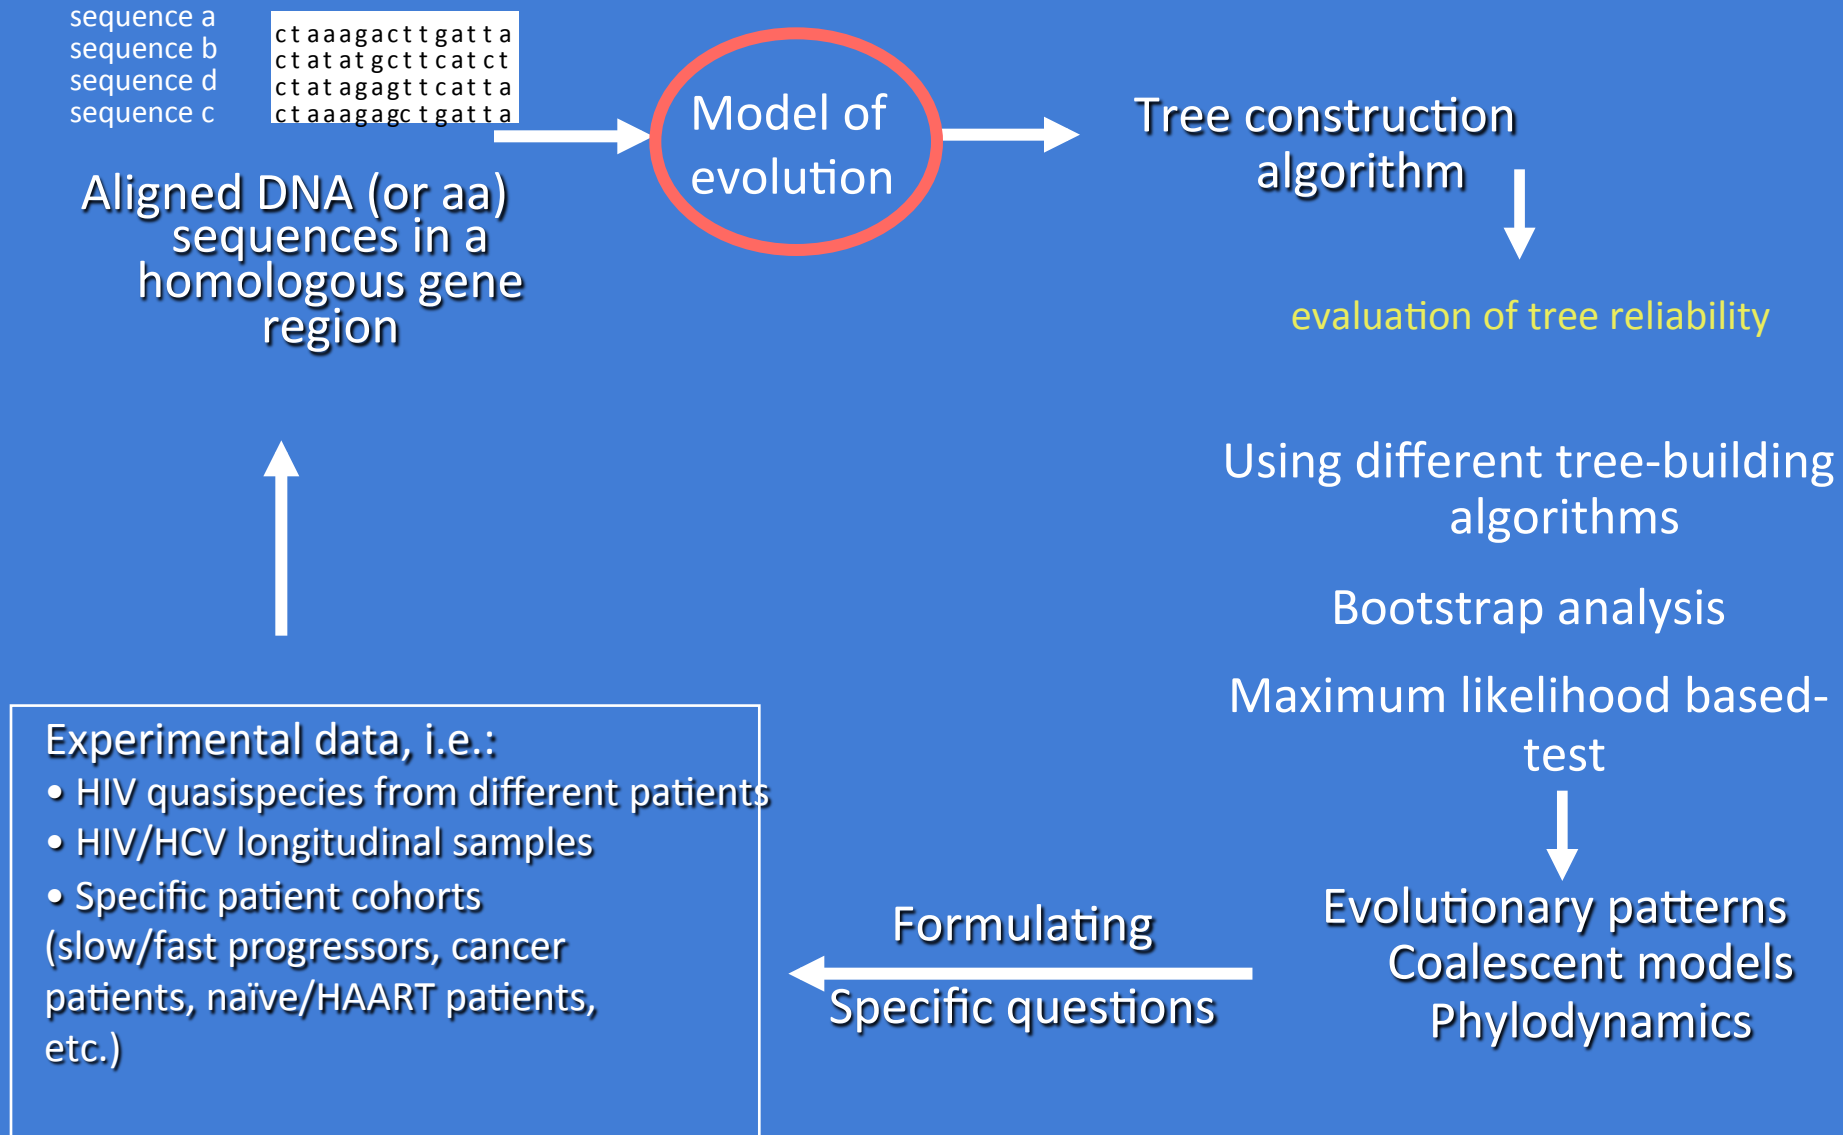 sequence a
sequence b
sequence d
sequence c
ctaaagacttgatta
ctatatgcttcatct
ctatagagttcatta
ctaaagagctgatta
Aligned DNA (or aa)
sequences in a
homologous gene
region
Model of
evolution
Tree construction
algorithm
evaluation of tree reliability
Using different tree-building
algorithms
Bootstrap analysis
Maximum likelihood based-
test
Evolutionary patterns
Coalescent models
Phylodynamics
Formulating
Specific questions
Experimental data, i.e.:
• HIV quasispecies from different patients
• HIV/HCV longitudinal samples
• Specific patient cohorts
(slow/fast progressors, cancer
patients, naïve/HAART patients,
etc.)